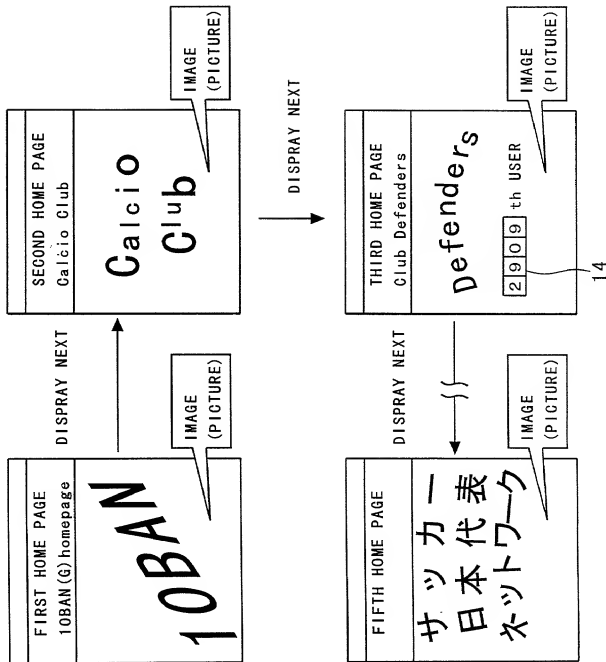 FIRST HOME PAGE
10BAN(G)homepage
10BAN
IMAGE
(PICTURE)
DISPRAY NEXT
SECOND HOME PAGE
Calcio Club
Calcio
Club
IMAGE
(PICTURE)
DISPRAY NEXT
THIRD HOME PAGE
Club Defenders
Defenders
2909 th USER
14
IMAGE
(PICTURE)
DISPRAY NEXT
FIFTH HOME PAGE
サッカー
日本代表
ネットワーク
IMAGE
(PICTURE)